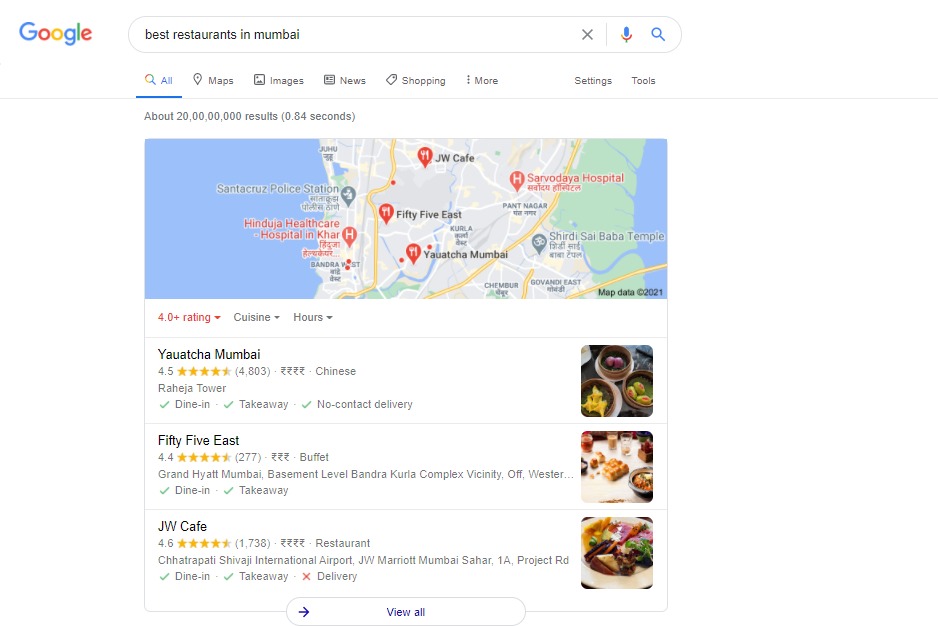 Google
best restaurants in mumbai
All Maps Images News Shopping More Settings Tools
About 20,00,00,000 results (0.84 seconds)
JUHU
जुहू
JW Cafe
Sarvodaya Hospital
सर्वोदय हॉस्पिटल
Santacruz Police Station
सांताक्रूझ
पोलीस ठाणे
PANT NAGAR
पंत नगर
Fifty Five East
Hinduja Healthcare
- Hospital in Khar
हिंदुजा
हेल्थकेयर...
KURLA
कुर्ला
वेस्ट
Shirdi Sai Baba Temple
शिर्डी साई
बाबा टेंपल
Yauatcha Mumbai
BANDRA WEST
वांद्रे
वेस्ट
CHEMBUR
चेंबूर
GOVANDI EAST
गोवंडी
Map data ©2021
4.0+ rating Cuisine Hours
Yauatcha Mumbai
4.5 (4,803) · ₹₹₹₹ · Chinese
Raheja Tower
Dine-in · Takeaway · No-contact delivery
Fifty Five East
4.4 (277) · ₹₹₹ · Buffet
Grand Hyatt Mumbai, Basement Level Bandra Kurla Complex Vicinity, Off, Wester...
Dine-in · Takeaway
JW Cafe
4.6 (1,738) · ₹₹₹₹ · Restaurant
Chhatrapati Shivaji International Airport, JW Marriott Mumbai Sahar, 1A, Project Rd
Dine-in · Takeaway · Delivery
View all